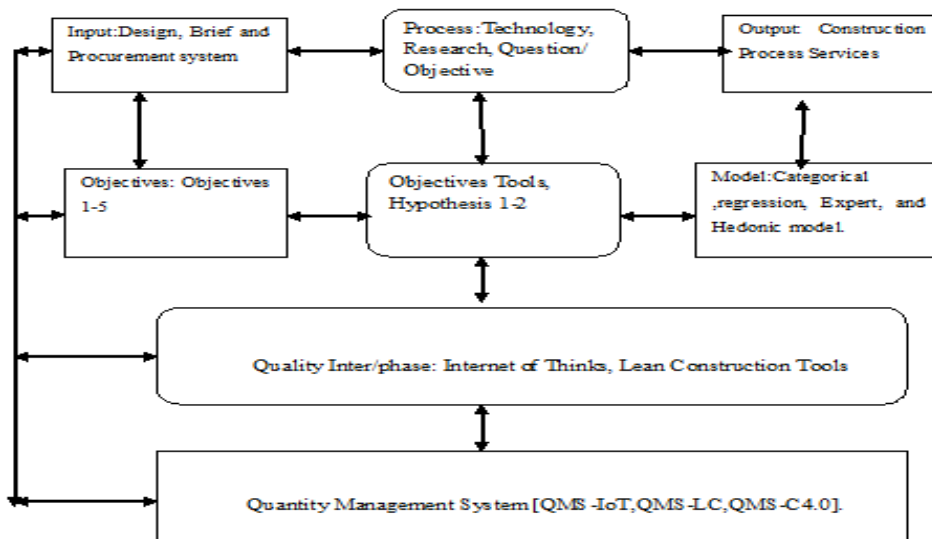 Input:Design, Brief and
Procurement system
Process:Technology,
Research, Question/
Objective
Output: Construction
Process Services
Objectives: Objectives
1-5
Objectives Tools,
Hypothesis 1-2
Model:Categorical
,regression, Expert, and
Hedonic model.
Quality Inter/phase: Internet of Thinks, Lean Construction Tools
Quantity Management System [QMS-IoT,QMS-LC,QMS-C4.0].